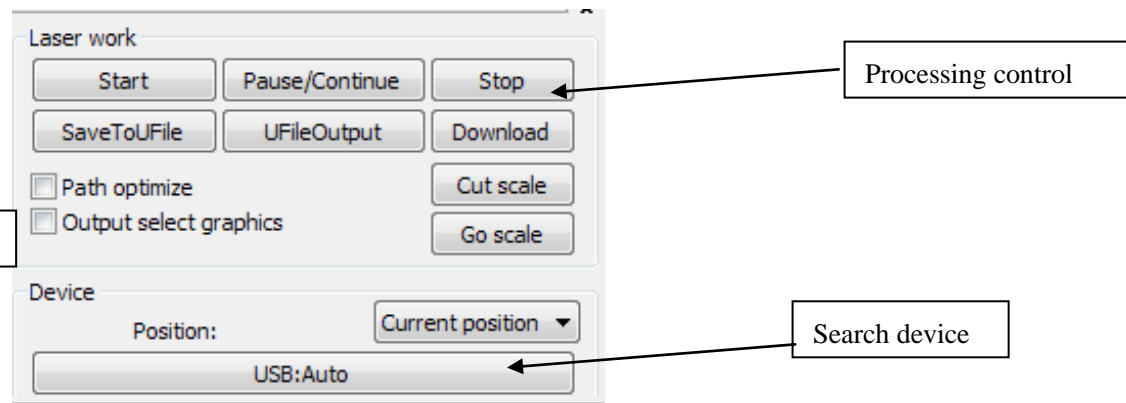 Laser work
Start Pause/Continue Stop
Processing control
SaveToUFile UFileOutput Download
Path optimize Cut scale
Output select graphics Go scale
Device
Position: Current position
Search device
USB:Auto